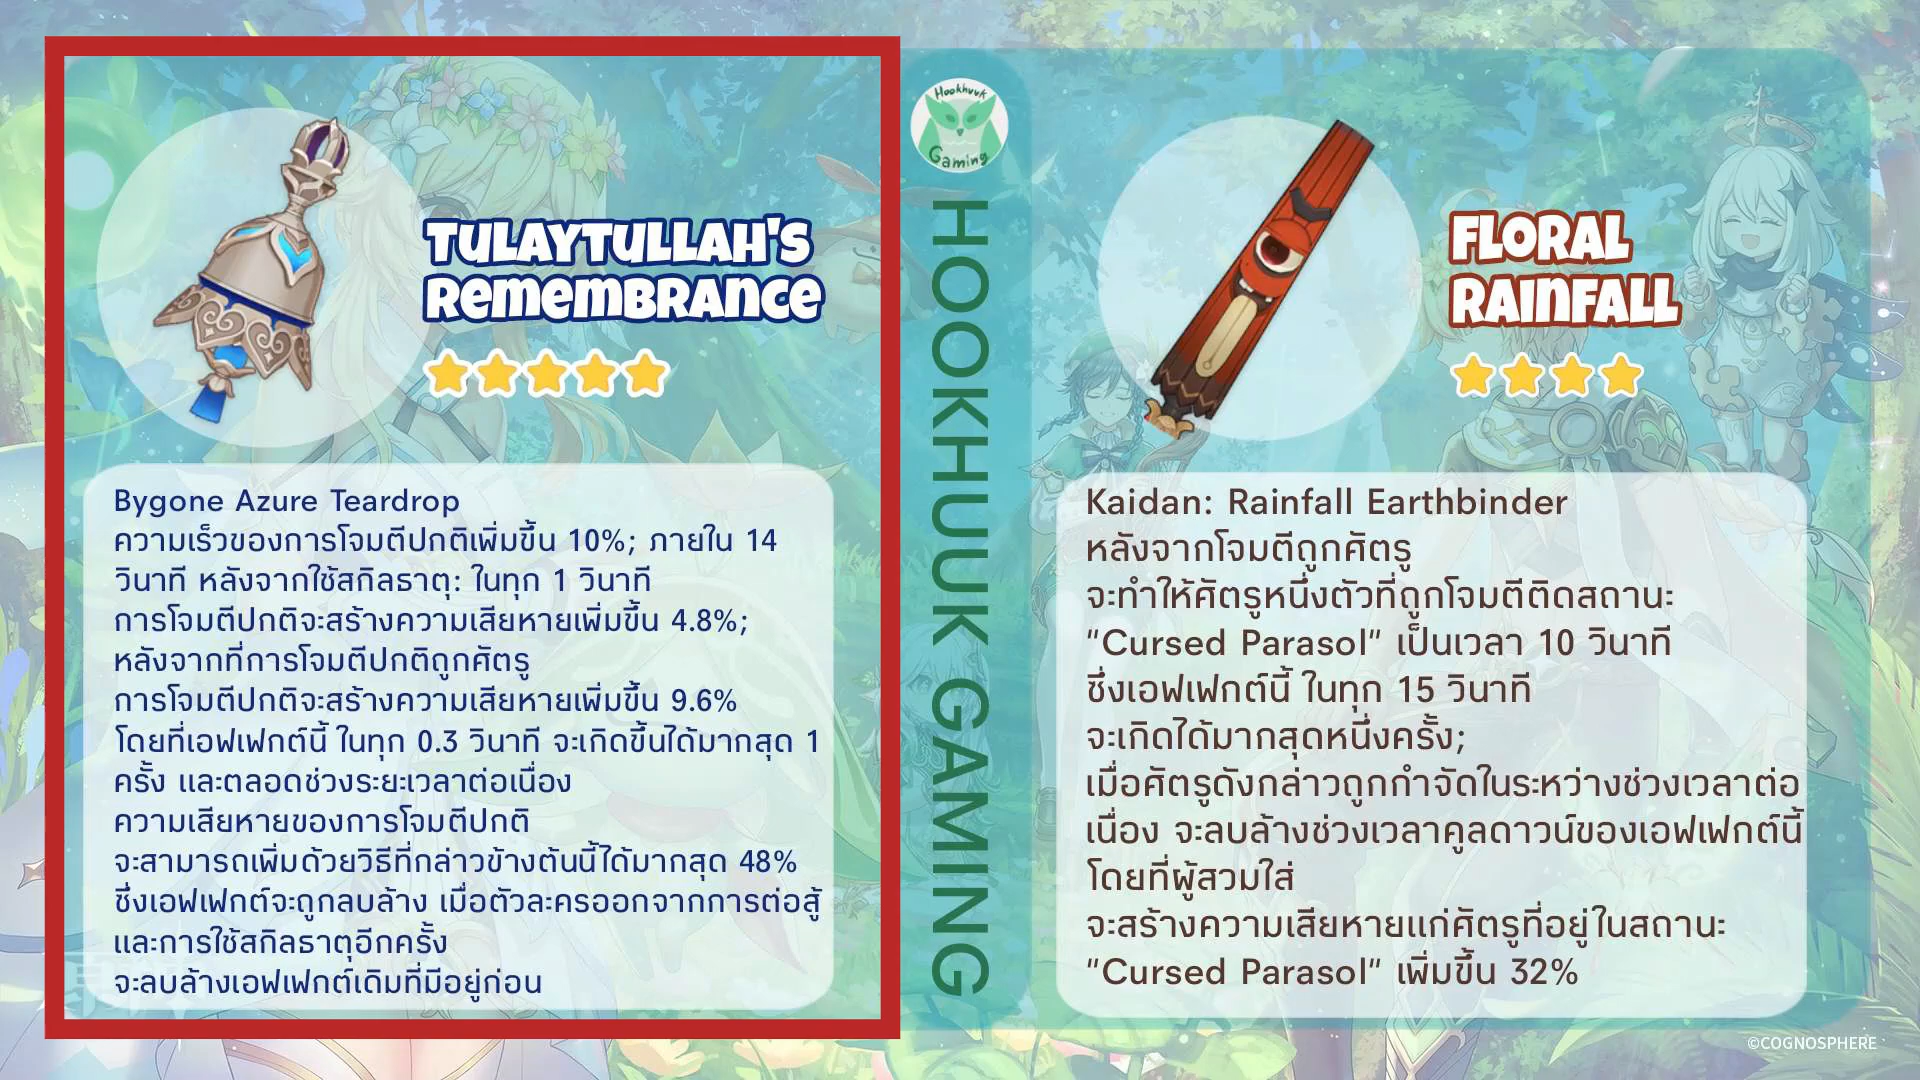 TULAYTULLAH'S
REMEMBRANCE
Bygone Azure Teardrop
ความเร็วของการโจมตีปกติเพิ่มขึ้น 10%; ภายใน 14
วินาที หลังจากใช้สกิลธาตุ: ในทุก 1 วินาที
การโจมตีปกติจะสร้างความเสียหายเพิ่มขึ้น 4.8%;
หลังจากที่การโจมตีปกติถูกศัตรู
การโจมตีปกติจะสร้างความเสียหายเพิ่มขึ้น 9.6%
โดยที่เอฟเฟกต์นี้ ในทุก 0.3 วินาที จะเกิดขึ้นได้มากสุด 1
ครั้ง และตลอดช่วงระยะเวลาต่อเนื่อง
ความเสียหายของการโจมตีปกติ
จะสามารถเพิ่มด้วยวิธีที่กล่าวข้างต้นนี้ได้มากสุด 48%
ซึ่งเอฟเฟกต์จะถูกลบล้าง เมื่อตัวละครออกจากการต่อสู้
และการใช้สกิลธาตุอีกครั้ง
จะลบล้างเอฟเฟกต์เดิมที่มีอยู่ก่อน
Hookhuuk
Gaming
HOOKHUUK GAMING
FLORAL
RAINFALL
Kaidan: Rainfall Earthbinder
หลังจากโจมตีถูกศัตรู
จะทำให้ศัตรูหนึ่งตัวที่ถูกโจมตีติดสถานะ
"Cursed Parasol" เป็นเวลา 10 วินาที
ซึ่งเอฟเฟกต์นี้ ในทุก 15 วินาที
จะเกิดได้มากสุดหนึ่งครั้ง;
เมื่อศัตรูดังกล่าวถูกกำจัดในระหว่างช่วงเวลาต่อ
เนื่อง จะลบล้างช่วงเวลาคูลดาวน์ของเอฟเฟกต์นี้
โดยที่ผู้สวมใส่
จะสร้างความเสียหายแก่ศัตรูที่อยู่ในสถานะ
"Cursed Parasol" เพิ่มขึ้น 32%
©COGNOSPHERE